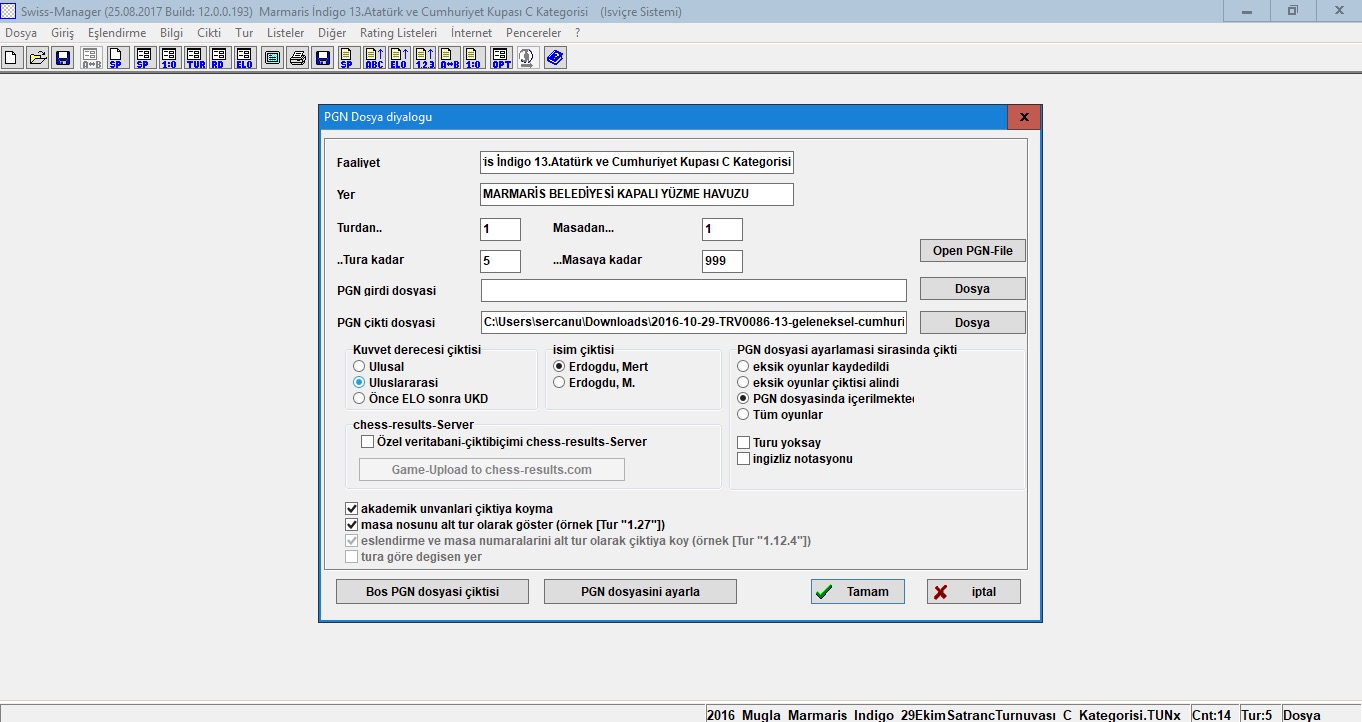 Swiss-Manager (25.08.2017 Build: 12.0.0.193) Marmaris İndigo 13.Atatürk ve Cumhuriyet Kupası C Kategorisi (Isviçre Sistemi)
Dosya Giriş Eşlendirme Bilgi Cikti Tur Listeler Diğer Rating Listeleri İnternet Pencereler ?
A↔B SP SP 1:0 TUR RD ELO SP ABC ELO 1.2.3 A↔B 1:0 OPT
PGN Dosya diyalogu
Faaliyet ris İndigo 13.Atatürk ve Cumhuriyet Kupası C Kategorisi
Yer MARMARİS BELEDİYESİ KAPALI YÜZME HAVUZU
Turdan.. 1 Masadan... 1
..Tura kadar 5 ...Masaya kadar 999
Open PGN-File
PGN girdi dosyasi Dosya
PGN çikti dosyasi C:\Users\sercanu\Downloads\2016-10-29-TRV0086-13-geleneksel-cumhuri Dosya
Kuvvet derecesi çiktisi
Ulusal
Uluslararasi
Önce ELO sonra UKD
isim çiktisi
Erdogdu, Mert
Erdogdu, M.
PGN dosyasi ayarlamasi sirasinda çikti
eksik oyunlar kaydedildi
eksik oyunlar çiktisi alindi
PGN dosyasinda içerilmektec
Tüm oyunlar
Turu yoksay
ingizliz notasyonu
chess-results-Server
Özel veritabani-çiktibiçimi chess-results-Server
Game-Upload to chess-results.com
akademik unvanlari çiktiya koyma
masa nosunu alt tur olarak göster (örnek [Tur "1.27"])
eslendirme ve masa numaralarini alt tur olarak çiktiya koy (örnek [Tur "1.12.4"])
tura göre degisen yer
Bos PGN dosyasi çiktisi PGN dosyasini ayarla Tamam iptal
2016_Mugla_Marmaris_Indigo_29EkimSatrancTurnuvası_C_Kategorisi.TUNx Cnt:14 Tur:5 Dosya